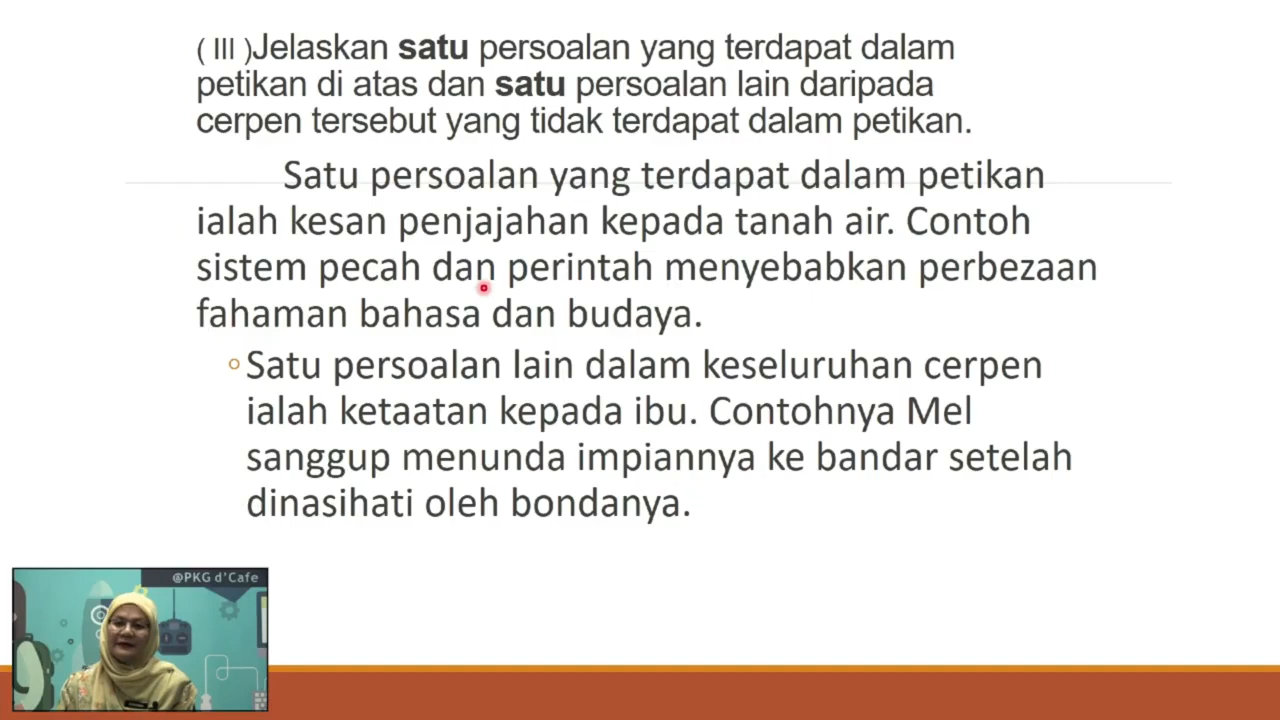 ( III )Jelaskan satu persoalan yang terdapat dalam
petikan di atas dan satu persoalan lain daripada
cerpen tersebut yang tidak terdapat dalam petikan.
Satu persoalan yang terdapat dalam petikan
ialah kesan penjajahan kepada tanah air. Contoh
sistem pecah dan perintah menyebabkan perbezaan
fahaman bahasa dan budaya.
Satu persoalan lain dalam keseluruhan cerpen
ialah ketaatan kepada ibu. Contohnya Mel
sanggup menunda impiannya ke bandar setelah
dinasihati oleh bondanya.
@PKG d'Cafe